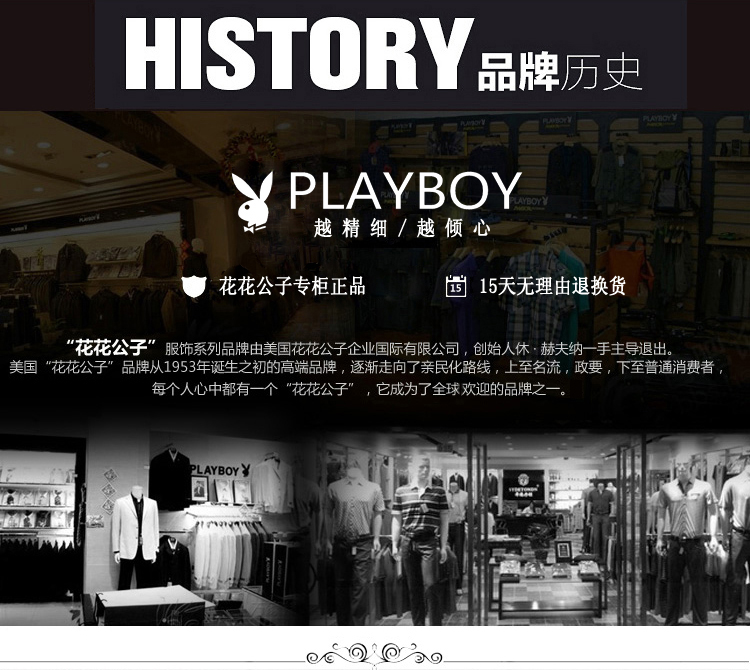 HISTORY品牌历史
PLAYBOY
越精细/越倾心
花花公子专柜正品
15
15天无理由退换货
“花花公子”服饰系列品牌由美国花花公子企业国际有限公司，创始人休·赫夫纳一手主导退出。
美国“花花公子”品牌从1953年诞生之初的高端品牌，逐渐走向了亲民化路线，上至名流，政要，下至普通消费者，
每个人心中都有一个“花花公子”，它成为了全球欢迎的品牌之一。
PLAYBOY